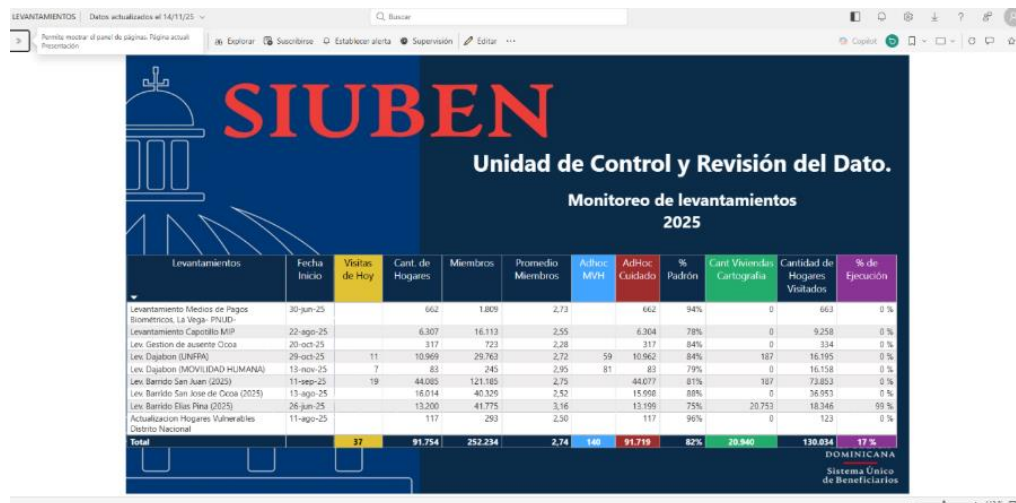 LEVANTAMIENTOS | Datos actualizados el 14/11/25
Buscar
Permite mostrar el panel de páginas. Página actual:
Presentación
Explorar Suscribirse Establecer alerta Supervisión Editar ...
Copilot
SIUBEN
Unidad de Control y Revisión del Dato.
Monitoreo de levantamientos
2025
Levantamientos Fecha Inicio Visitas de Hoy Cant. de Hogares Miembros Promedio Miembros Adhoc MVH AdHoc Cuidado % Padrón Cant Viviendas Cartografia Cantidad de Hogares Visitados % de Ejecución
Levantamiento Medios de Pagos Biométricos, La Vega- PNUD- 30-jun-25 662 1.809 2,73 662 94% 0 663 0 %
Levantamiento Capotillo MIP 22-ago-25 6.307 16.113 2,55 6.304 78% 0 9.258 0 %
Lev. Gestion de ausente Ocoa 20-oct-25 317 723 2,28 317 84% 0 334 0 %
Lev. Dajabon (UNFPA) 29-oct-25 11 10.969 29.763 2,72 59 10.962 84% 187 16.195 0 %
Lev. Dajabon (MOVILIDAD HUMANA) 13-nov-25 7 83 245 2,95 81 83 79% 0 16.158 0 %
Lev. Barrido San Juan (2025) 11-sep-25 19 44.085 121.185 2,75 44.077 81% 187 73.853 0 %
Lev. Barrido San Jose de Ocoa (2025) 13-ago-25 16.014 40.329 2,52 15.998 88% 0 36.953 0 %
Lev. Barrido Elias Pina (2025) 26-jun-25 13.200 41.775 3,16 13.199 75% 20.753 18.346 99 %
Actualizacion Hogares Vulnerables Distrito Nacional 11-ago-25 117 293 2,50 117 96% 0 123 0 %
Total 37 91.754 252.234 2,74 140 91.719 82% 20.940 130.034 17 %
DOMINICANA
Sistema Único
de Beneficiarios